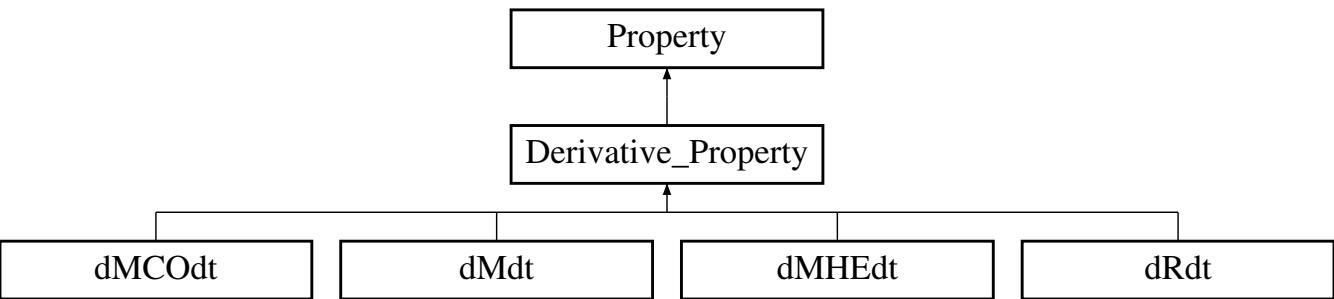 Property
Derivative_Property
dMCOdt
dMdt
dMHEdt
dRdt